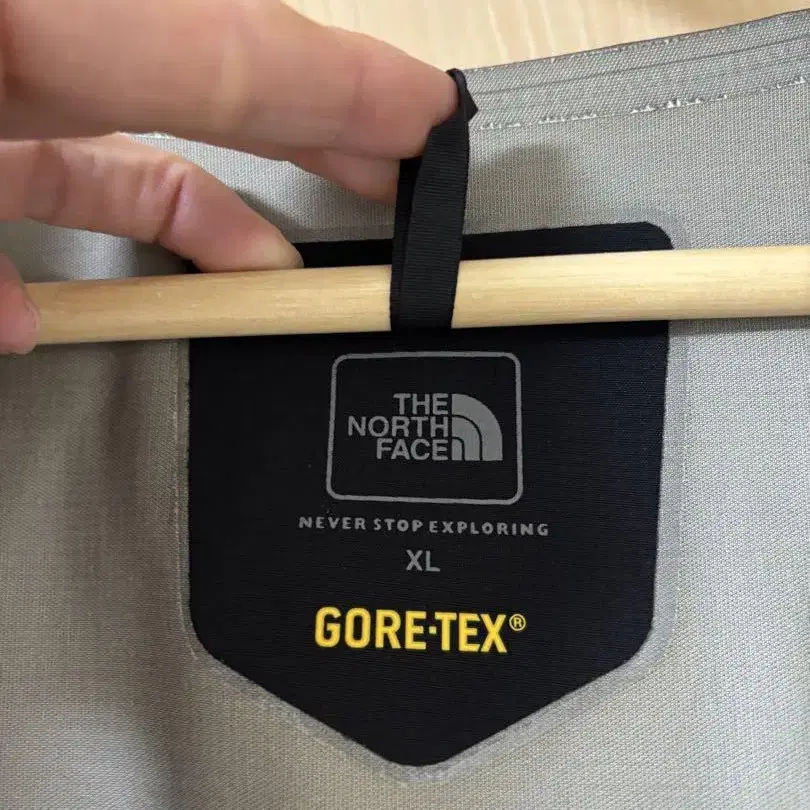 THE
NORTH
FACE
NEVER STOP EXPLORING
XL
GORE-TEX®